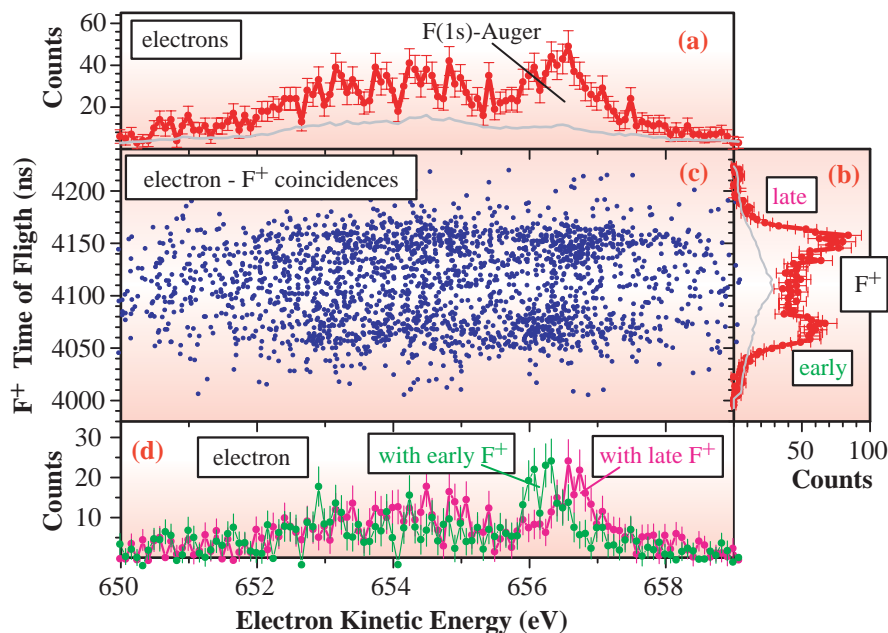 60
40
20
Counts
electrons
F(1s)-Auger
(a)
4200
4150
4100
4050
4000
F+ Time of Fligth (ns)
electron - F+ coincidences
(c)
(b)
late
F+
early
50 100
Counts
30
20
10
Counts
(d)
electron
with early F+
with late F+
650 652 654 656 658
Electron Kinetic Energy (eV)